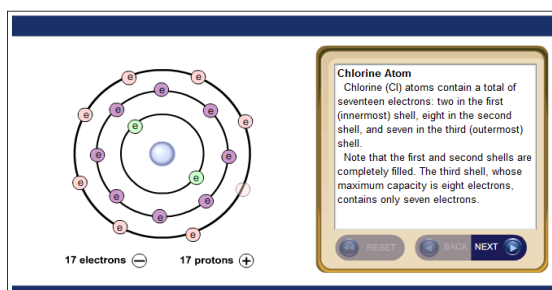 e e
e e e
e e e
e
e e
e e
e e
e
e e
17 electrons − 17 protons +
Chlorine Atom
Chlorine (Cl) atoms contain a total of
seventeen electrons: two in the first
(innermost) shell, eight in the second
shell, and seven in the third (outermost)
shell.
Note that the first and second shells are
completely filled. The third shell, whose
maximum capacity is eight electrons,
contains only seven electrons.
RESET BACK NEXT